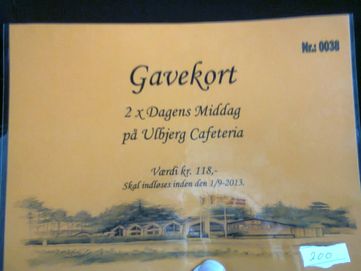 Nr.: 0038
Gavekort
2 x Dagens Middag
på Ulbjerg Cafeteria
Værdi kr. 118,-
Skal indløses inden den 1/9-2013.
200